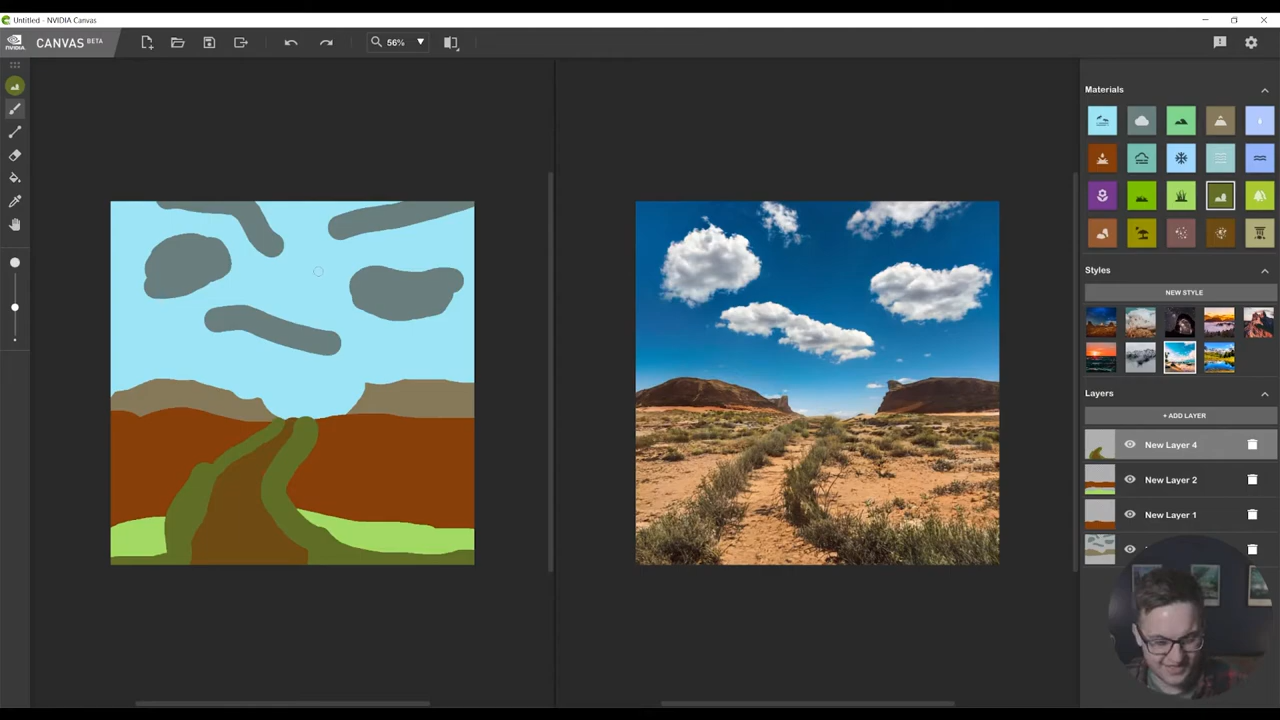 Untitled - NVIDIA Canvas
NVIDIA CANVAS BETA
56%
Materials
Styles
NEW STYLE
Layers
+ ADD LAYER
New Layer 4
New Layer 2
New Layer 1